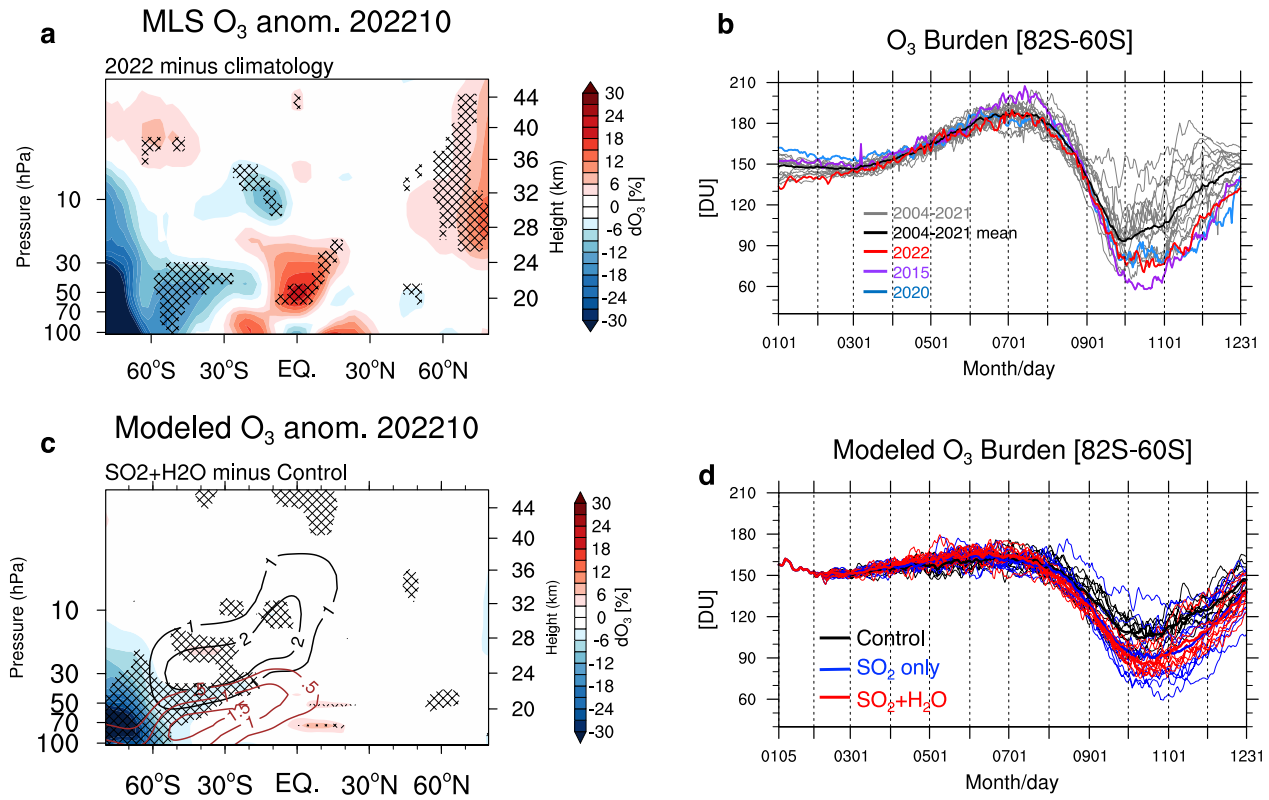 a
MLS O3 anom. 202210
2022 minus climatology
Pressure (hPa)
10
30
50
70
100
60°S 30°S EQ. 30°N 60°N
44
40
36
32
28
24
20
Height (km)
30
24
18
12
6
0
-6
-12
-18
-24
-30
dO3 [%]
b
O3 Burden [82S-60S]
[DU]
210
180
150
120
90
60
2004-2021
2004-2021 mean
2022
2015
2020
0101 0301 0501 0701 0901 1101 1231
Month/day
c
Modeled O3 anom. 202210
SO2+H2O minus Control
Pressure (hPa)
10
30
50
70
100
1
1
1
2
2
.5
1.5
1
60°S 30°S EQ. 30°N 60°N
44
40
36
32
28
24
20
Height (km)
30
24
18
12
6
0
-6
-12
-18
-24
-30
dO3 [%]
d
Modeled O3 Burden [82S-60S]
[DU]
210
180
150
120
90
60
Control
SO2 only
SO2+H2O
0105 0301 0501 0701 0901 1101 1231
Month/day